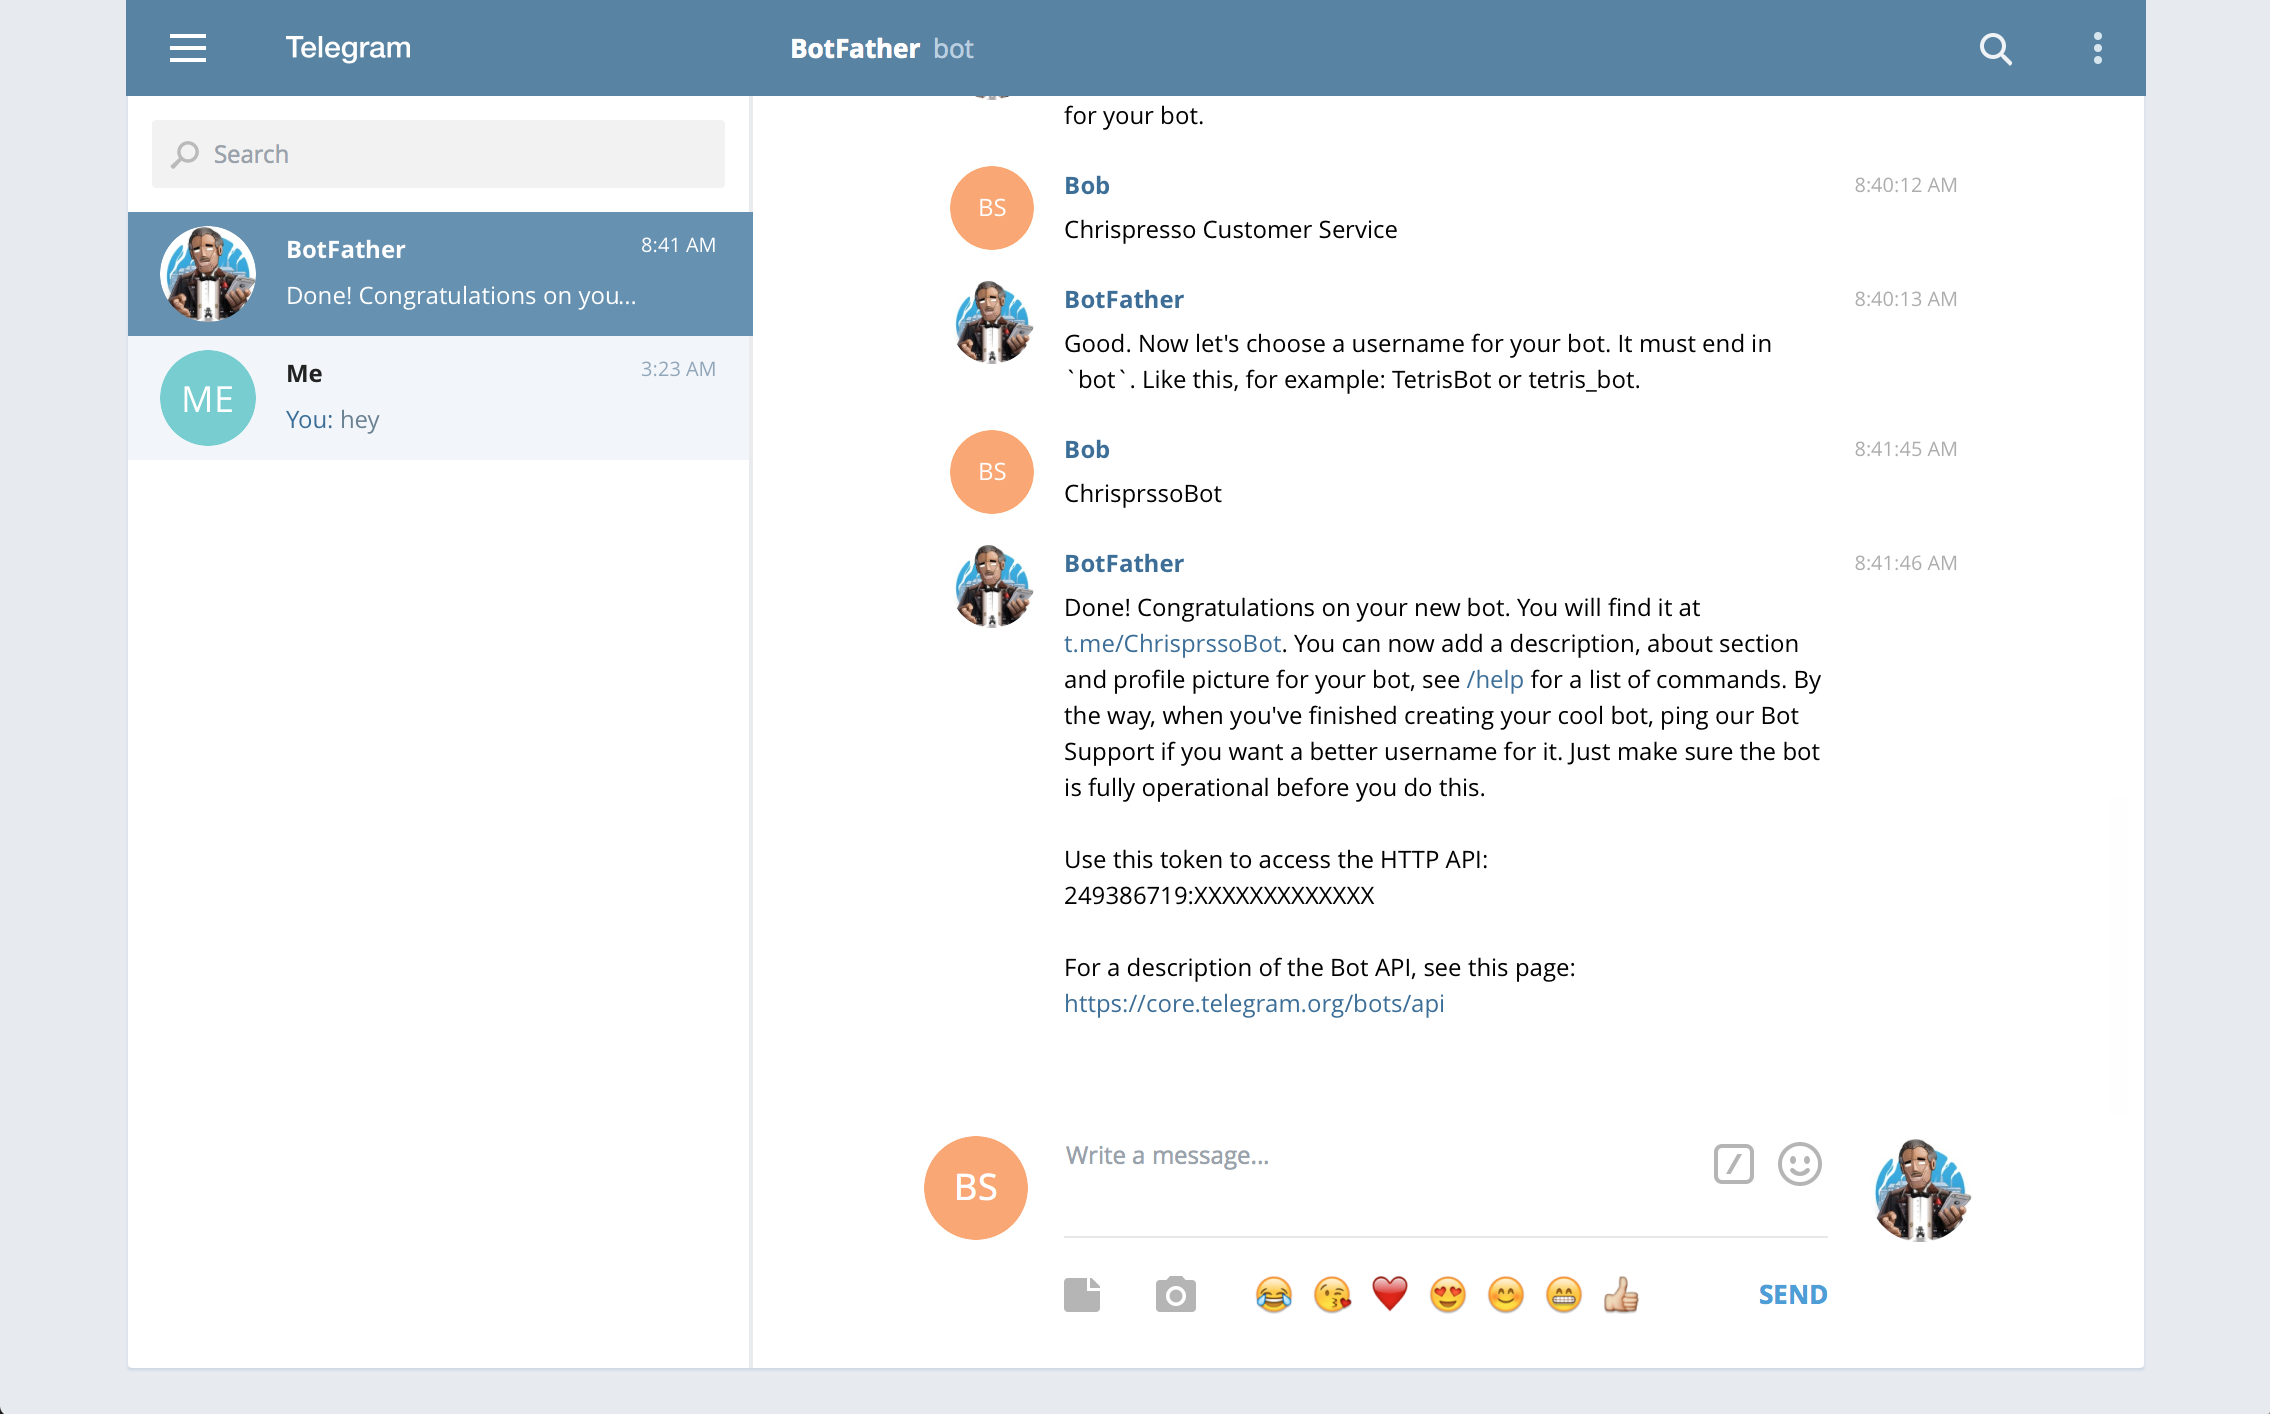 Telegram
BotFather bot
Search
BotFather 8:41 AM
Done! Congratulations on you...
ME
Me 3:23 AM
You: hey
for your bot.
BS
Bob 8:40:12 AM
Chrispresso Customer Service
BotFather 8:40:13 AM
Good. Now let's choose a username for your bot. It must end in
`bot`. Like this, for example: TetrisBot or tetris_bot.
BS
Bob 8:41:45 AM
ChrisprssoBot
BotFather 8:41:46 AM
Done! Congratulations on your new bot. You will find it at
t.me/ChrisprssoBot. You can now add a description, about section
and profile picture for your bot, see /help for a list of commands. By
the way, when you've finished creating your cool bot, ping our Bot
Support if you want a better username for it. Just make sure the bot
is fully operational before you do this.
Use this token to access the HTTP API:
249386719:XXXXXXXXXXXXX
For a description of the Bot API, see this page:
https://core.telegram.org/bots/api
BS
Write a message...
SEND